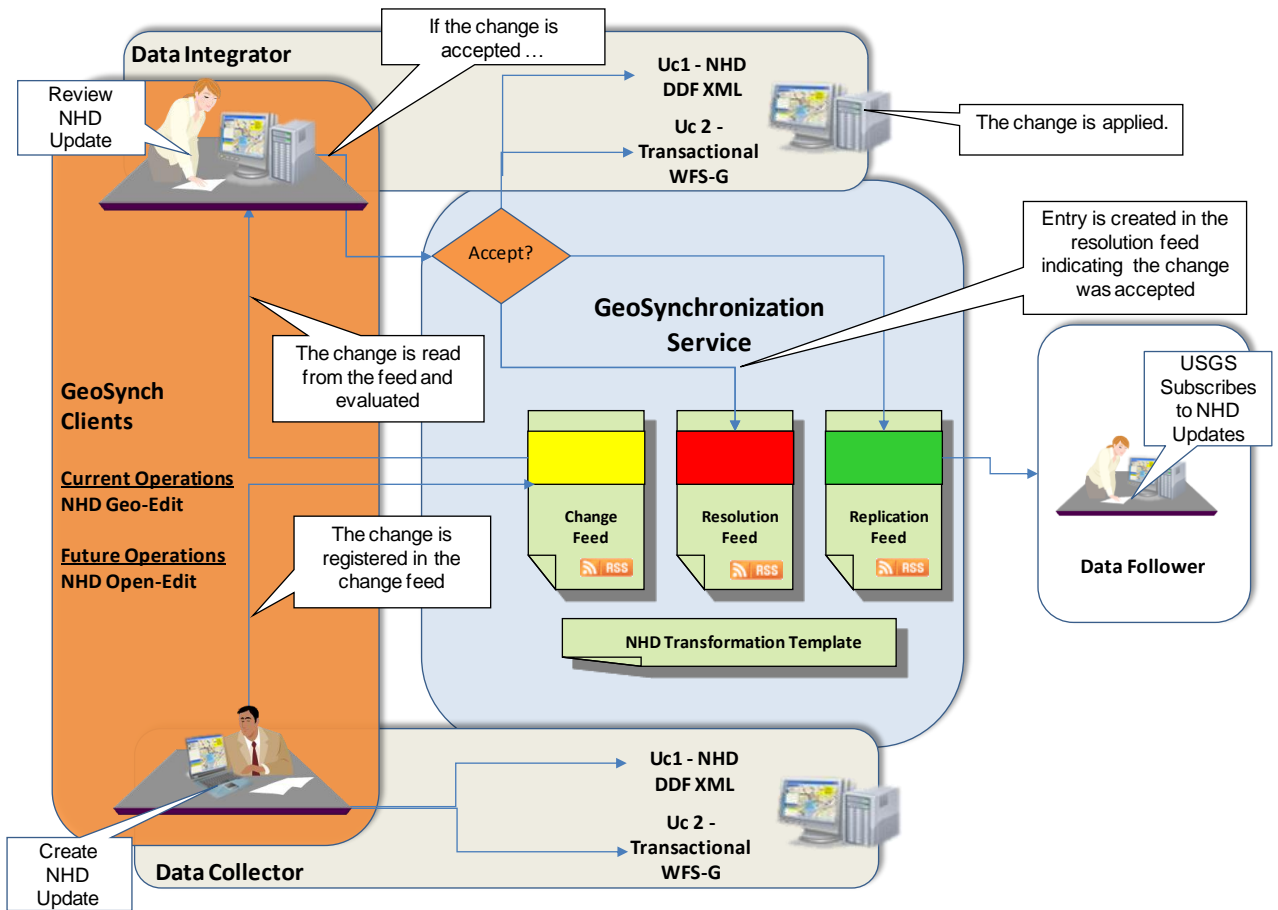 Data Integrator
If the change is
accepted …
Review
NHD
Update
Uc1 - NHD
DDF XML
Uc 2 -
Transactional
WFS-G
The change is applied.
Accept?
Entry is created in the
resolution feed
indicating the change
was accepted
GeoSynchronization
Service
The change is read
from the feed and
evaluated
GeoSynch
Clients
Current Operations
NHD Geo-Edit
Future Operations
NHD Open-Edit
The change is
registered in the
change feed
Change
Feed
RSS
Resolution
Feed
RSS
Replication
Feed
RSS
NHD Transformation Template
USGS
Subscribes
to NHD
Updates
Data Follower
Uc1 - NHD
DDF XML
Uc 2 -
Transactional
WFS-G
Create
NHD
Update
Data Collector